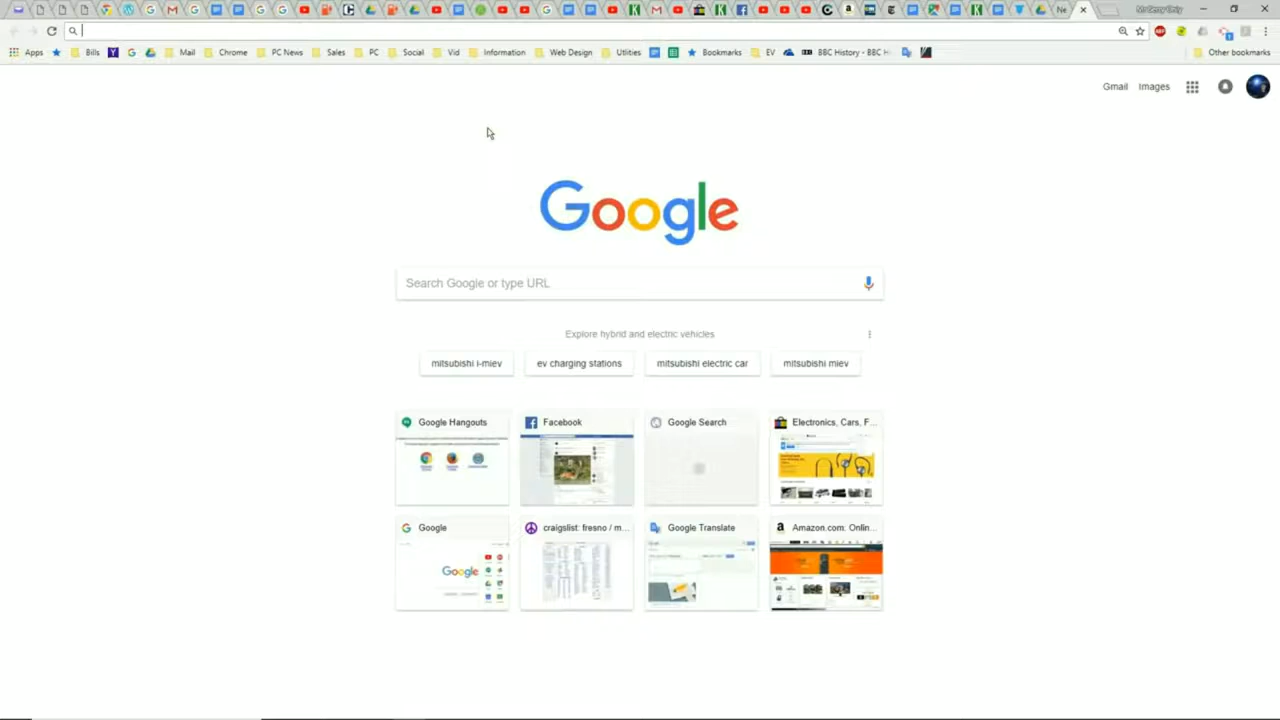 Ne
Apps Bills Mail Chrome PC News Sales PC Social Vid Information Web Design Utilties Bookmarks EV BBC History - BBC H Other bookmarks
Gmail Images
Google
Search Google or type URL
Explore hybrid and electric vehicles
mitsubishi i-miev ev charging stations mitsubishi electric car mitsubishi miev
Google Hangouts Facebook Google Search Electronics, Cars, F...
Google craigslist: fresno / m... Google Translate Amazon.com: Onlin...
Google